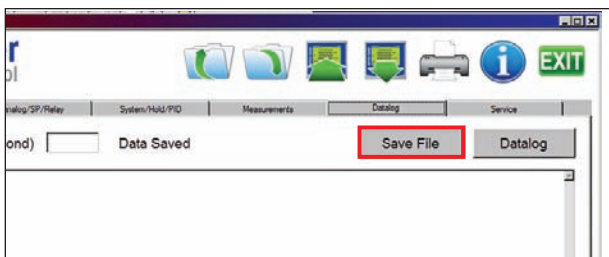 r
ol
i EXIT
nalog/SP/Relay System/Hold/PID Measurements Datalog Service
ond) Data Saved Save File Datalog